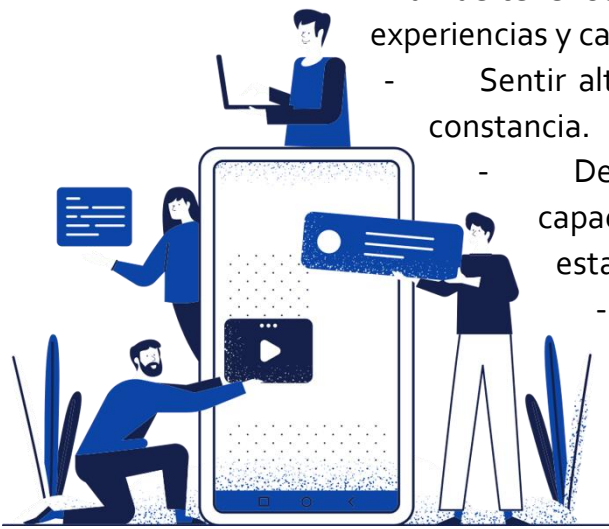 experiencias y ca
- Sentir alt
constancia.
- De
capac
esta
-